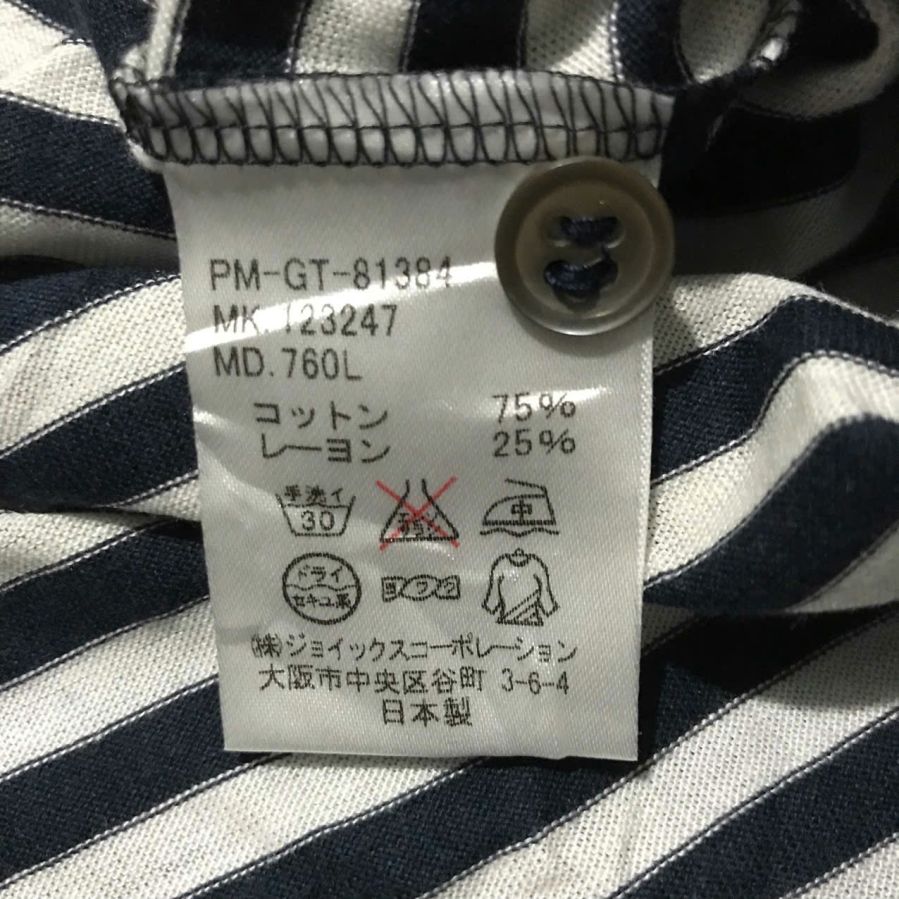 PM-GT-81384
MK.123247
MD.760L
コットン 75%
レーヨン 25%
手洗イ 30 中
ドライ セキユ系 ヨワク
㈱ジョイックスコーポレーション
大阪市中央区谷町 3-6-4
日本製